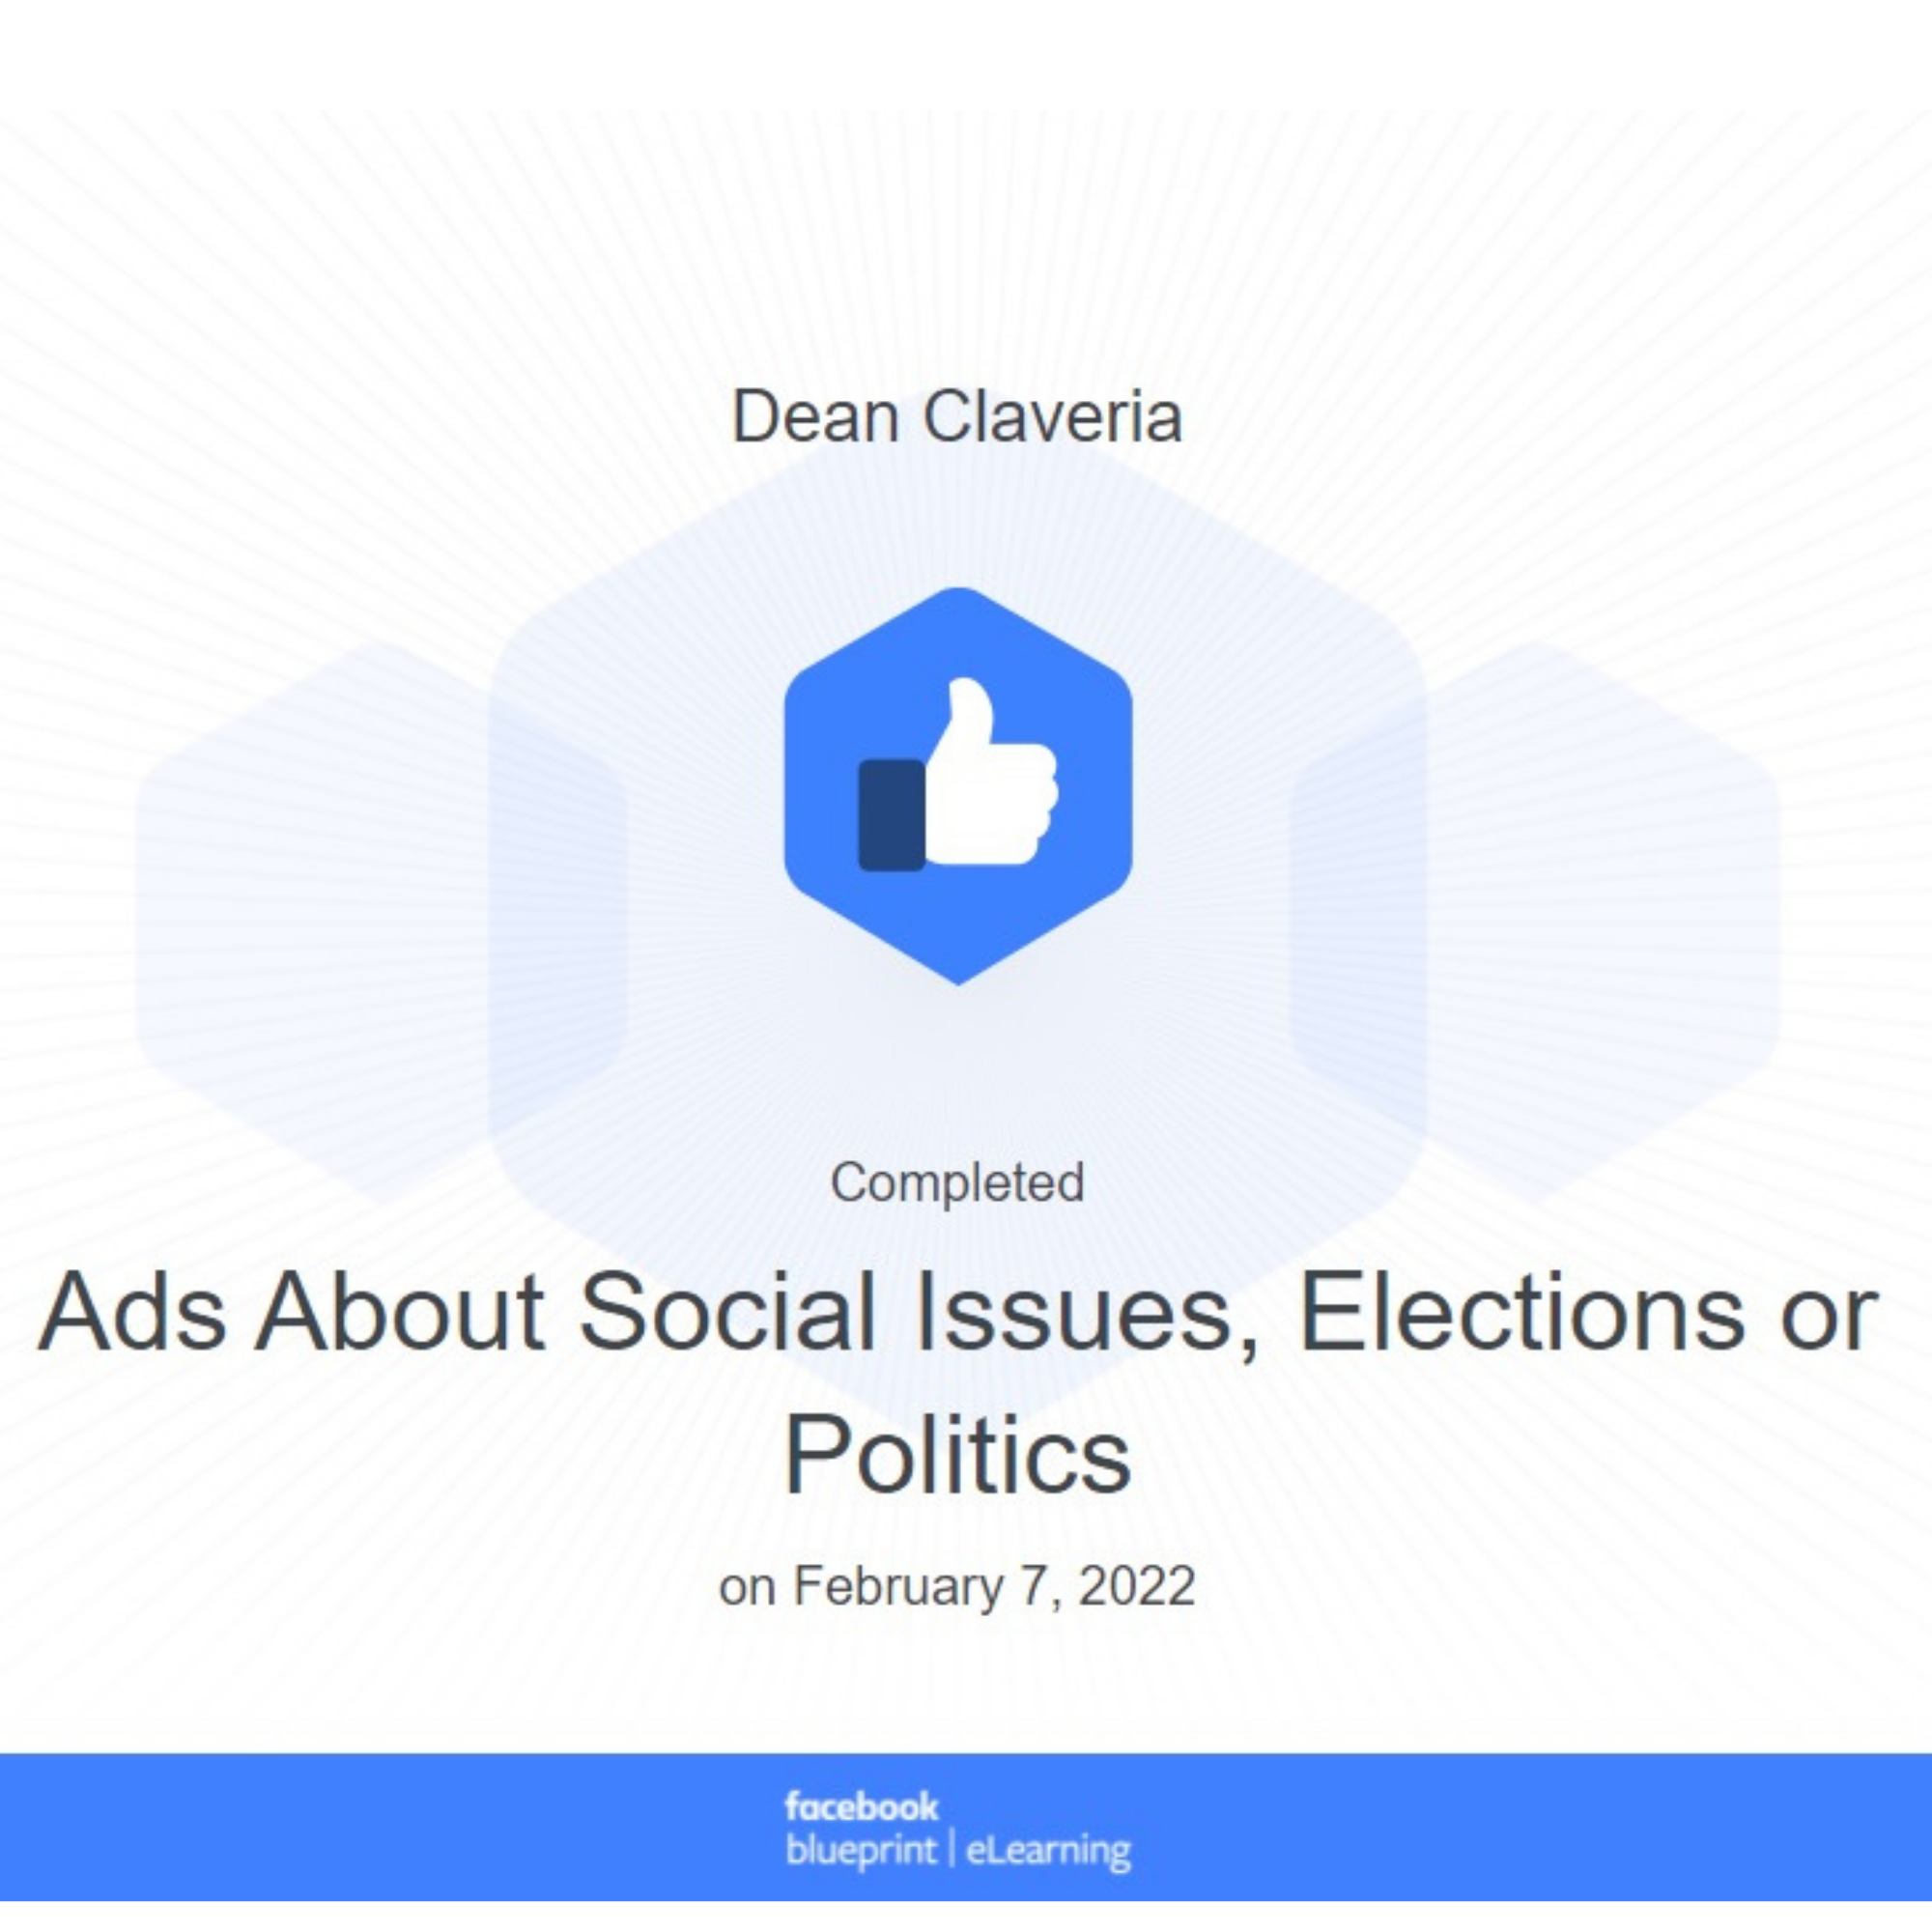 Dean Claveria
Completed
Ads About Social Issues, Elections or
Politics
on February 7, 2022
facebook
blueprint | eLearning